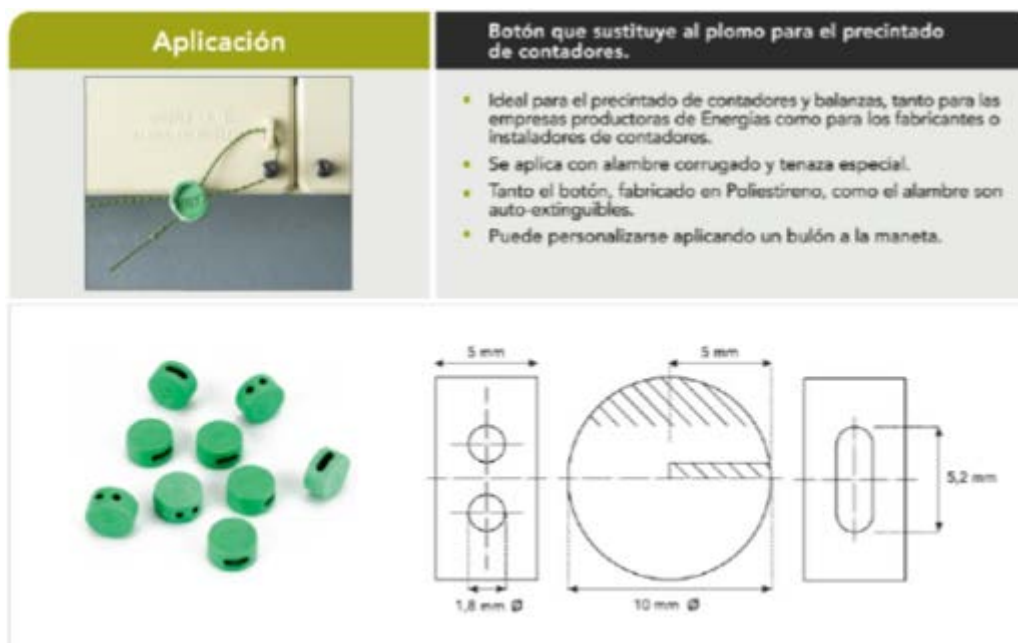 Aplicación
Botón que sustituye al plomo para el precintado
de contadores.
Ideal para el precintado de contadores y balanzas, tanto para las
empresas productoras de Energías como para los fabricantes o
instaladores de contadores.
Se aplica con alambre corrugado y tenaza especial.
Tanto el botón, fabricado en Poliestireno, como el alambre son
auto-extinguibles.
Puede personalizarse aplicando un bulón a la maneta.
5 mm
5 mm
5,2 mm
1,8 mm Ø
10 mm Ø